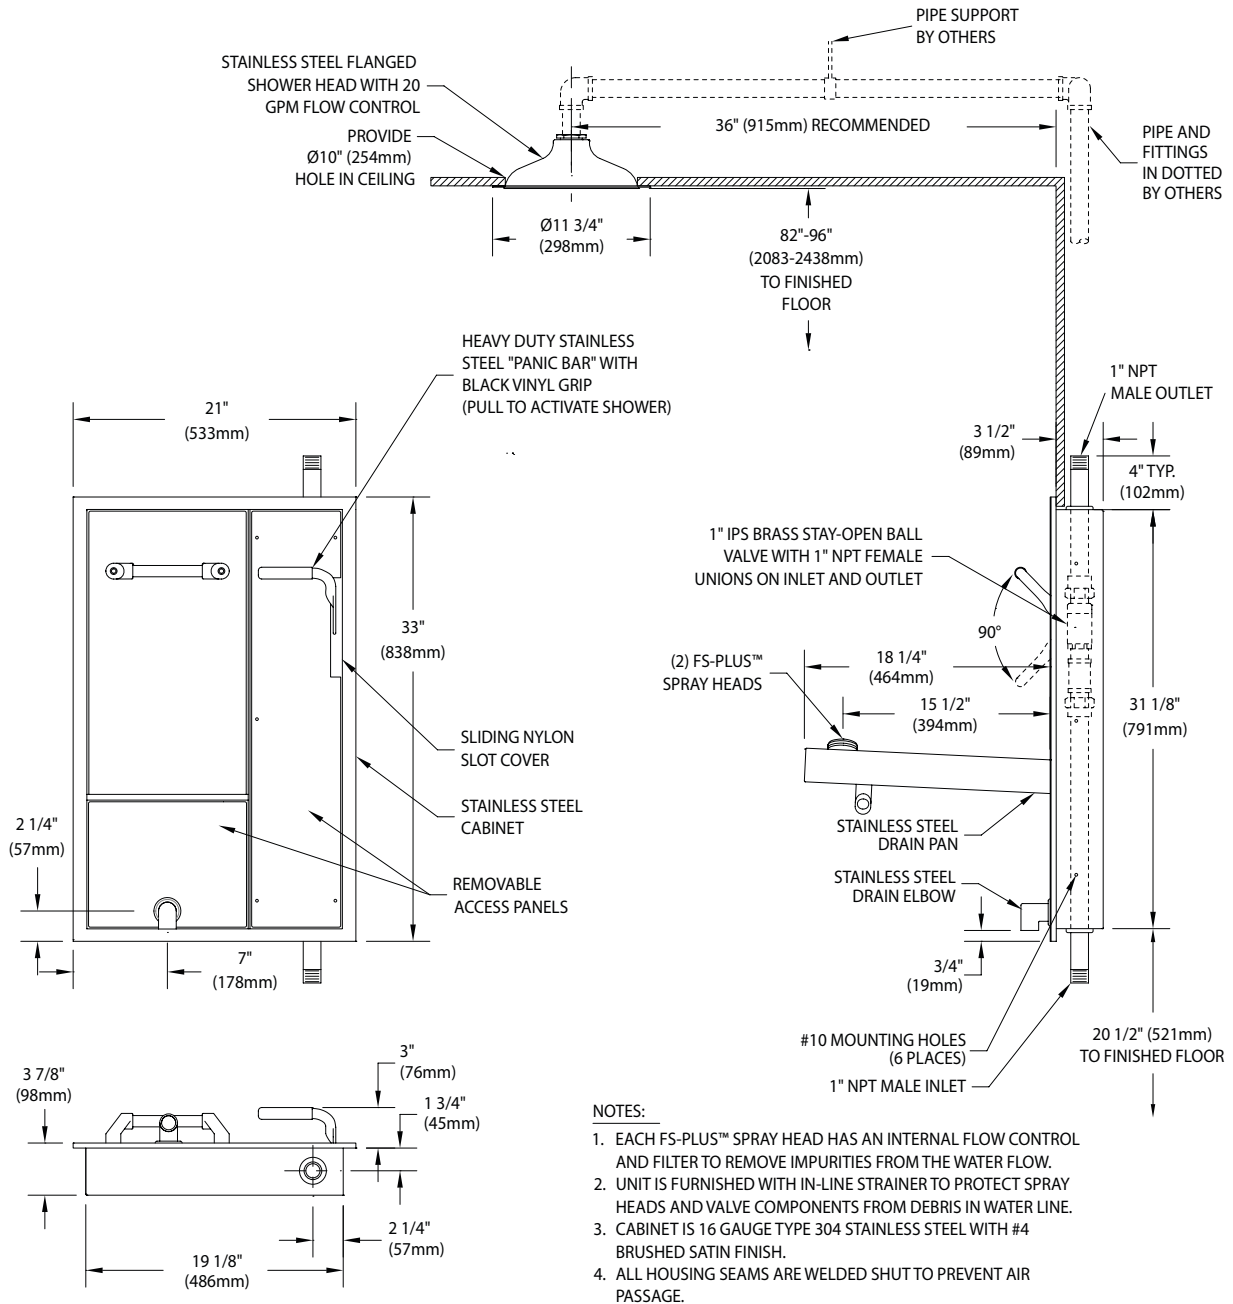 PIPE SUPPORT
BY OTHERS
STAINLESS STEEL FLANGED
SHOWER HEAD WITH 20
GPM FLOW CONTROL
PROVIDE
Ø10" (254mm)
HOLE IN CEILING
36" (915mm) RECOMMENDED
PIPE AND
FITTINGS
IN DOTTED
BY OTHERS
Ø11 3/4"
(298mm)
82"-96"
(2083-2438mm)
TO FINISHED
FLOOR
HEAVY DUTY STAINLESS
STEEL "PANIC BAR" WITH
BLACK VINYL GRIP
(PULL TO ACTIVATE SHOWER)
1" NPT
MALE OUTLET
21"
(533mm)
3 1/2"
(89mm)
4" TYP.
(102mm)
1" IPS BRASS STAY-OPEN BALL
VALVE WITH 1" NPT FEMALE
UNIONS ON INLET AND OUTLET
90°
33"
(838mm)
(2) FS-PLUS™
SPRAY HEADS
18 1/4"
(464mm)
15 1/2"
(394mm)
31 1/8"
(791mm)
SLIDING NYLON
SLOT COVER
STAINLESS STEEL
CABINET
2 1/4"
(57mm)
STAINLESS STEEL
DRAIN PAN
REMOVABLE
ACCESS PANELS
STAINLESS STEEL
DRAIN ELBOW
7"
(178mm)
3/4"
(19mm)
#10 MOUNTING HOLES
(6 PLACES)
20 1/2" (521mm)
TO FINISHED FLOOR
1" NPT MALE INLET
3 7/8"
(98mm)
3"
(76mm)
1 3/4"
(45mm)
2 1/4"
(57mm)
19 1/8"
(486mm)
NOTES:
1. EACH FS-PLUS™ SPRAY HEAD HAS AN INTERNAL FLOW CONTROL
AND FILTER TO REMOVE IMPURITIES FROM THE WATER FLOW.
2. UNIT IS FURNISHED WITH IN-LINE STRAINER TO PROTECT SPRAY
HEADS AND VALVE COMPONENTS FROM DEBRIS IN WATER LINE.
3. CABINET IS 16 GAUGE TYPE 304 STAINLESS STEEL WITH #4
BRUSHED SATIN FINISH.
4. ALL HOUSING SEAMS ARE WELDED SHUT TO PREVENT AIR
PASSAGE.